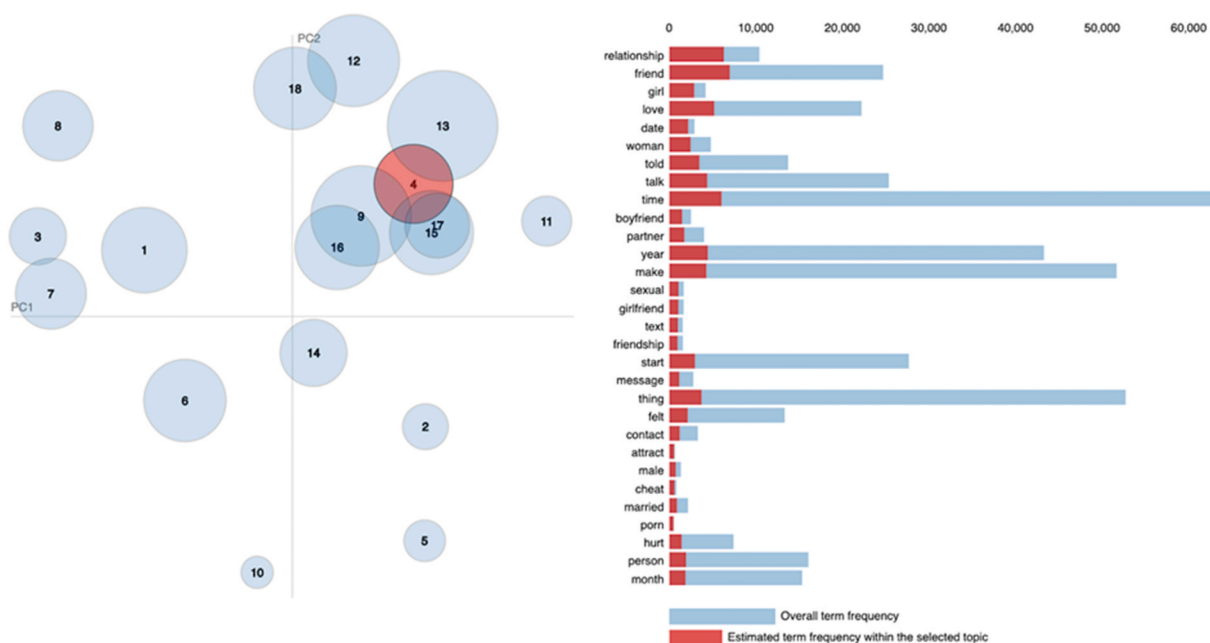 PC2
12
18
8
13
4
9
17
15
11
3
1
16
7
PC1
14
6
2
5
10
0 10,000 20,000 30,000 40,000 50,000 60,000
relationship
friend
girl
love
date
woman
told
talk
time
boyfriend
partner
year
make
sexual
girlfriend
text
friendship
start
message
thing
felt
contact
attract
male
cheat
married
porn
hurt
person
month
Overall term frequency
Estimated term frequency within the selected topic